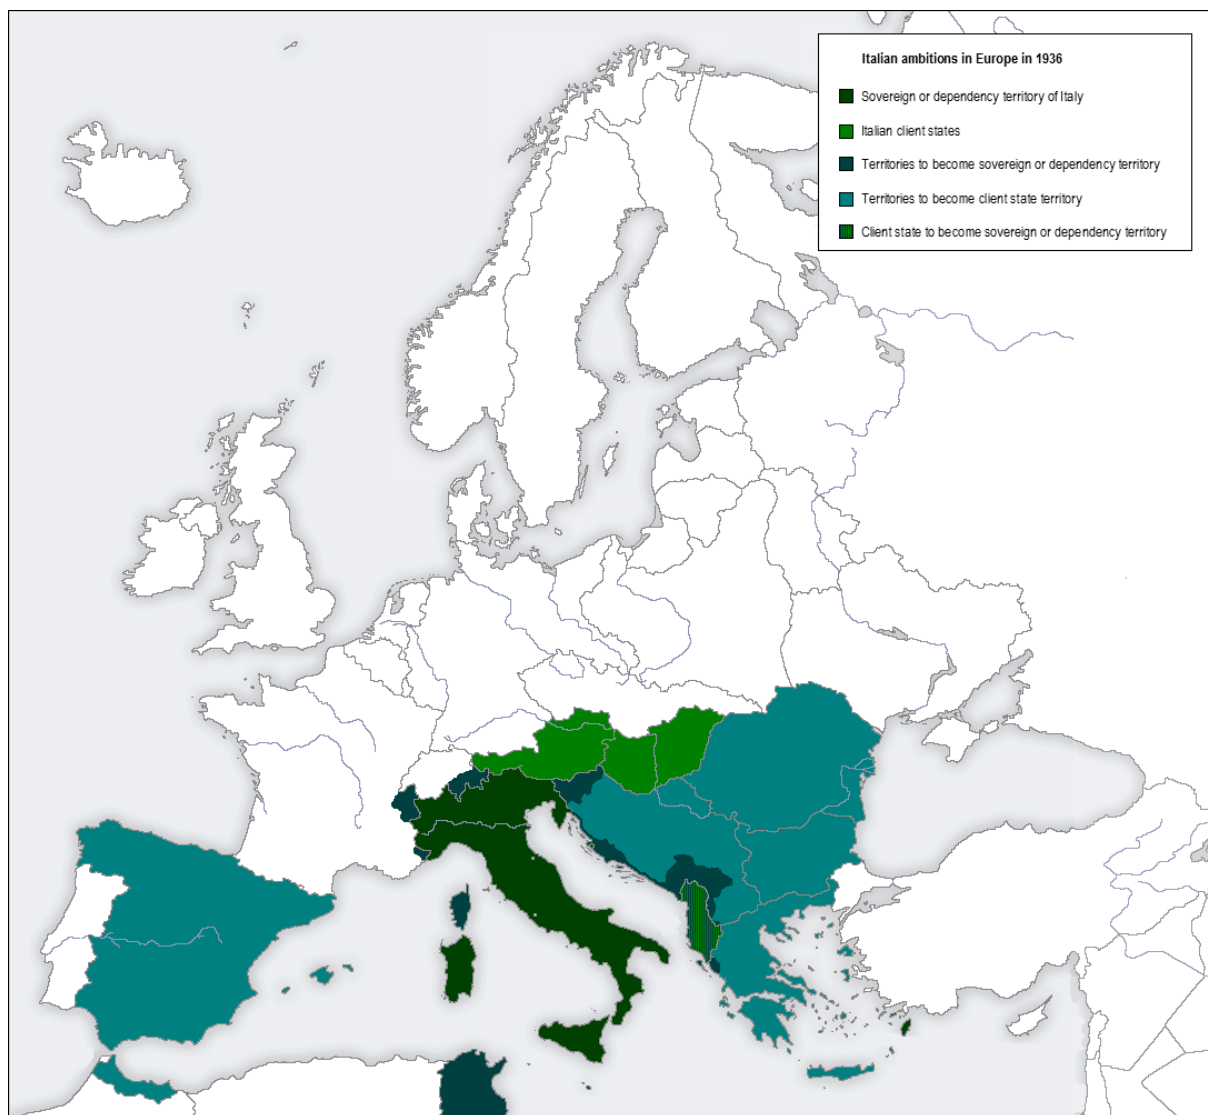 Italian ambitions in Europe in 1936
Sovereign or dependency territory of Italy
Italian client states
Territories to become sovereign or dependency territory
Territories to become client state territory
Client state to become sovereign or dependency territory